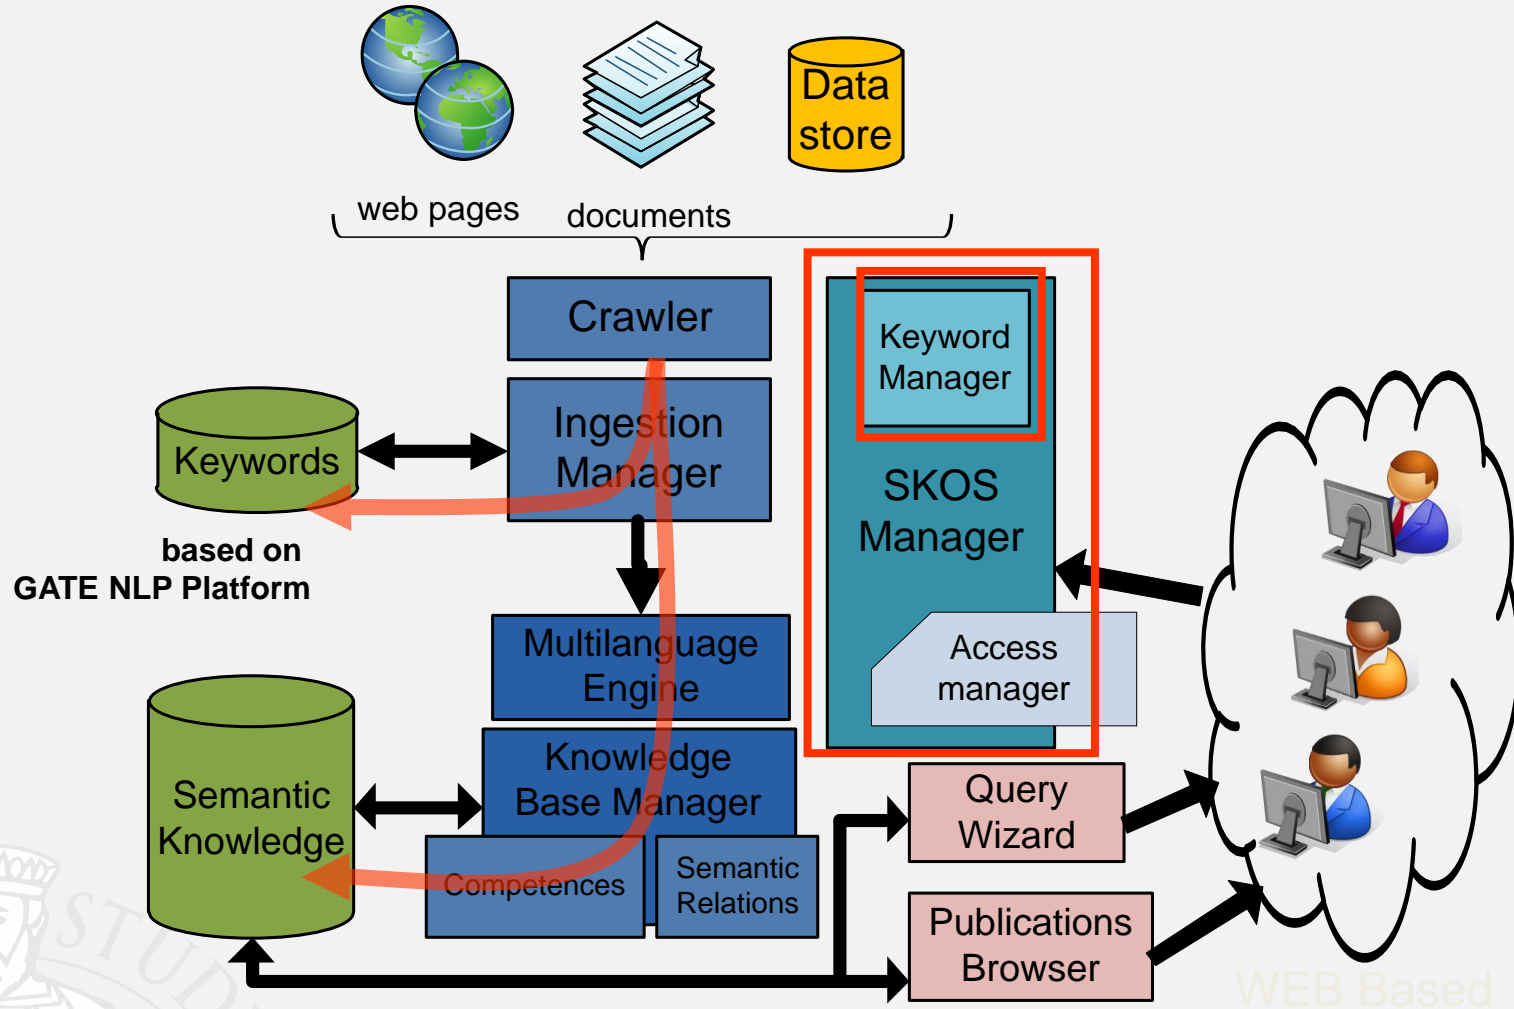 Data
store
web pages
documents
Crawler
Keyword
Manager
Ingestion
Manager
Keywords
SKOS
Manager
based on
GATE NLP Platform
Multilanguage
Engine
Access
manager
Knowledge
Base Manager
Semantic
Knowledge
Query
Wizard
Competences
Semantic
Relations
Publications
Browser
WEB Based
STUD